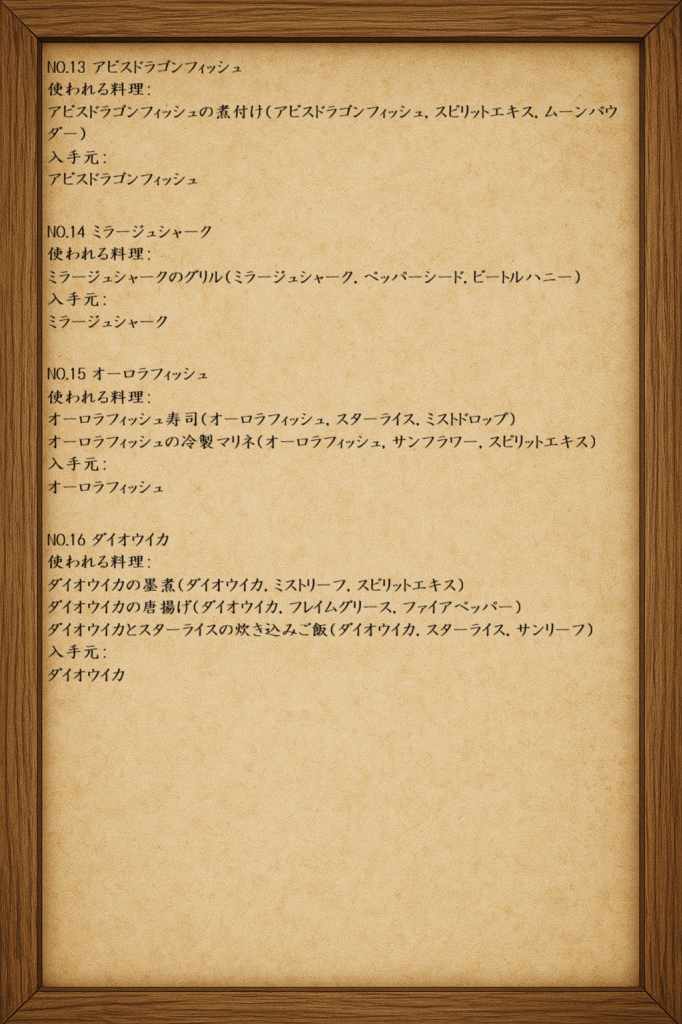 NO.13 アビスドラゴンフィッシュ
使われる料理:
アビスドラゴンフィッシュの煮付け(アビスドラゴンフィッシュ, スピリットエキス, ムーンパウ
ダー)
入手元:
アビスドラゴンフィッシュ
NO.14 ミラージュシャーク
使われる料理:
ミラージュシャークのグリル(ミラージュシャーク, ペッパーシード, ビートルハニー)
入手元:
ミラージュシャーク
NO.15 オーロラフィッシュ
使われる料理:
オーロラフィッシュ寿司(オーロラフィッシュ, スターライス, ミストドロップ)
オーロラフィッシュの冷製マリネ(オーロラフィッシュ, サンフラワー, スピリットエキス)
入手元:
オーロラフィッシュ
NO.16 ダイオウイカ
使われる料理:
ダイオウイカの墨煮(ダイオウイカ, ミストリーフ, スピリットエキス)
ダイオウイカの唐揚げ(ダイオウイカ, フレイムグリース, ファイアペッパー)
ダイオウイカとスターライスの炊き込みご飯(ダイオウイカ, スターライス, サンリーフ)
入手元:
ダイオウイカ